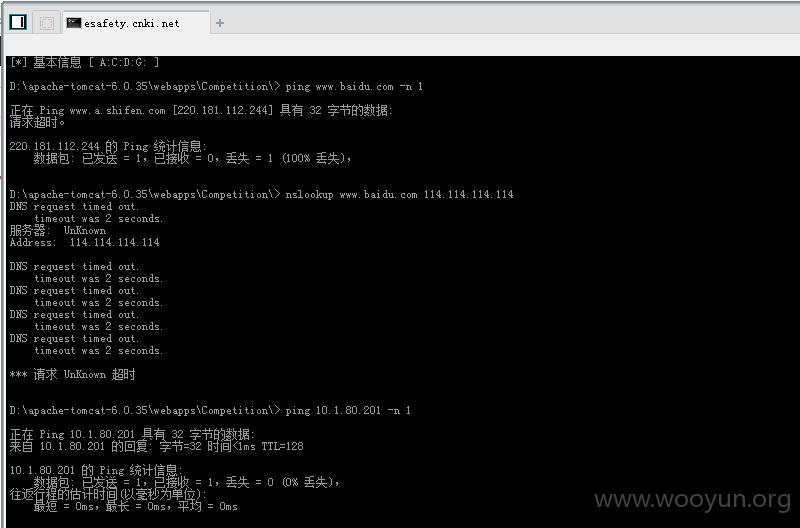 esafety.cnki.net
[*] 基本信息 [ A:C:D:G: ]
D:\apache-tomcat-6.0.35\webapps\Competition\> ping www.baidu.com -n 1
正在 Ping www.a.shifen.com [220.181.112.244] 具有 32 字节的数据:
请求超时。
220.181.112.244 的 Ping 统计信息:
数据包: 已发送 = 1，已接收 = 0，丢失 = 1 (100% 丢失)，
D:\apache-tomcat-6.0.35\webapps\Competition\> nslookup www.baidu.com 114.114.114.114
DNS request timed out.
timeout was 2 seconds.
服务器:  UnKnown
Address:  114.114.114.114
DNS request timed out.
timeout was 2 seconds.
DNS request timed out.
timeout was 2 seconds.
DNS request timed out.
timeout was 2 seconds.
DNS request timed out.
timeout was 2 seconds.
*** 请求 UnKnown 超时
D:\apache-tomcat-6.0.35\webapps\Competition\> ping 10.1.80.201 -n 1
正在 Ping 10.1.80.201 具有 32 字节的数据:
来自 10.1.80.201 的回复: 字节=32 时间<1ms TTL=128
10.1.80.201 的 Ping 统计信息:
数据包: 已发送 = 1，已接收 = 1，丢失 = 0 (0% 丢失)，
往返行程的估计时间(以毫秒为单位):
最短 = 0ms，最长 = 0ms，平均 = 0ms
www.wooyun.org